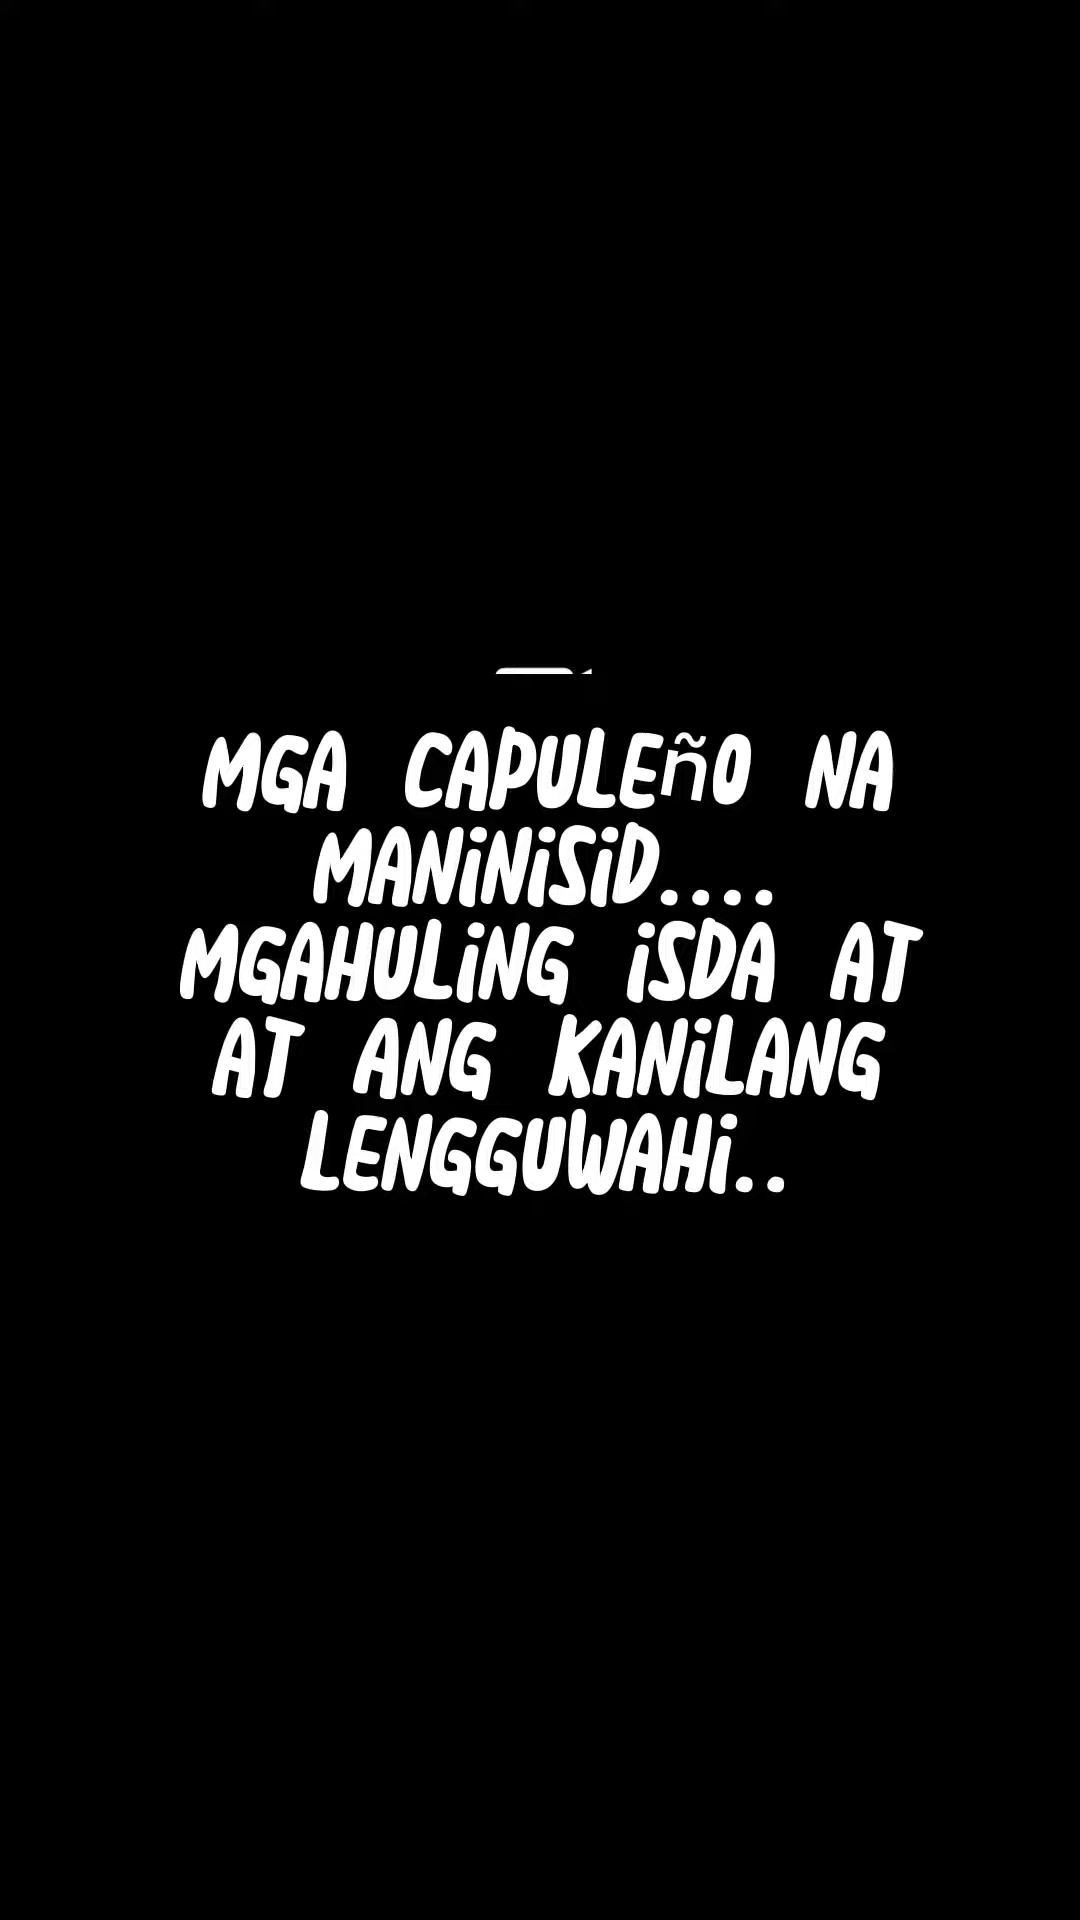 MGA CAPULEñO NA
MANiNiSiD....
MGAHULiNG iSDA AT
AT ANG KANiLANG
LENGGUWAHi..